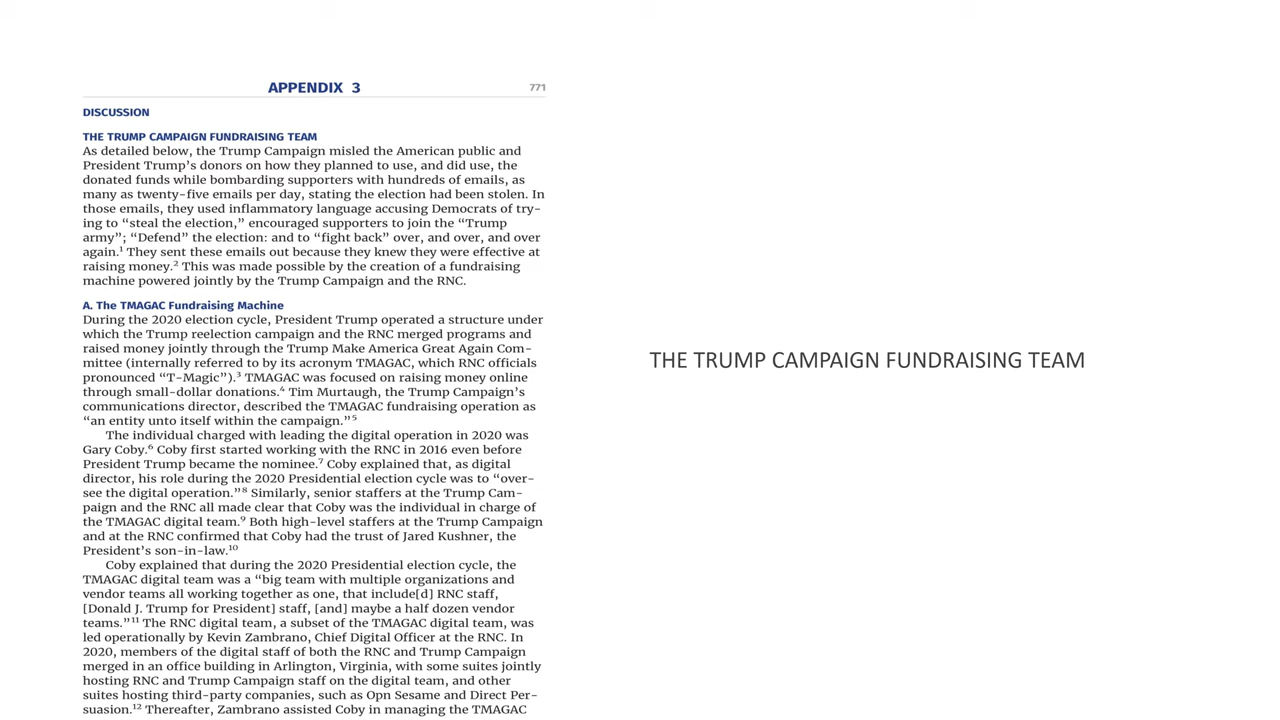 APPENDIX 3
771
DISCUSSION
THE TRUMP CAMPAIGN FUNDRAISING TEAM
As detailed below, the Trump Campaign misled the American public and
President Trump’s donors on how they planned to use, and did use, the
donated funds while bombarding supporters with hundreds of emails, as
many as twenty-five emails per day, stating the election had been stolen. In
those emails, they used inflammatory language accusing Democrats of try-
ing to “steal the election,” encouraged supporters to join the “Trump
army”; “Defend” the election: and to “fight back” over, and over, and over
again.¹ They sent these emails out because they knew they were effective at
raising money.² This was made possible by the creation of a fundraising
machine powered jointly by the Trump Campaign and the RNC.
A. The TMAGAC Fundraising Machine
During the 2020 election cycle, President Trump operated a structure under
which the Trump reelection campaign and the RNC merged programs and
raised money jointly through the Trump Make America Great Again Com-
mittee (internally referred to by its acronym TMAGAC, which RNC officials
pronounced “T-Magic”).³ TMAGAC was focused on raising money online
through small-dollar donations.⁴ Tim Murtaugh, the Trump Campaign’s
communications director, described the TMAGAC fundraising operation as
“an entity unto itself within the campaign.”⁵
The individual charged with leading the digital operation in 2020 was
Gary Coby.⁶ Coby first started working with the RNC in 2016 even before
President Trump became the nominee.⁷ Coby explained that, as digital
director, his role during the 2020 Presidential election cycle was to “over-
see the digital operation.”⁸ Similarly, senior staffers at the Trump Cam-
paign and the RNC all made clear that Coby was the individual in charge of
the TMAGAC digital team.⁹ Both high-level staffers at the Trump Campaign
and at the RNC confirmed that Coby had the trust of Jared Kushner, the
President’s son-in-law.¹⁰
Coby explained that during the 2020 Presidential election cycle, the
TMAGAC digital team was a “big team with multiple organizations and
vendor teams all working together as one, that include[d] RNC staff,
[Donald J. Trump for President] staff, [and] maybe a half dozen vendor
teams.”¹¹ The RNC digital team, a subset of the TMAGAC digital team, was
led operationally by Kevin Zambrano, Chief Digital Officer at the RNC. In
2020, members of the digital staff of both the RNC and Trump Campaign
merged in an office building in Arlington, Virginia, with some suites jointly
hosting RNC and Trump Campaign staff on the digital team, and other
suites hosting third-party companies, such as Opn Sesame and Direct Per-
suasion.¹² Thereafter, Zambrano assisted Coby in managing the TMAGAC
THE TRUMP CAMPAIGN FUNDRAISING TEAM